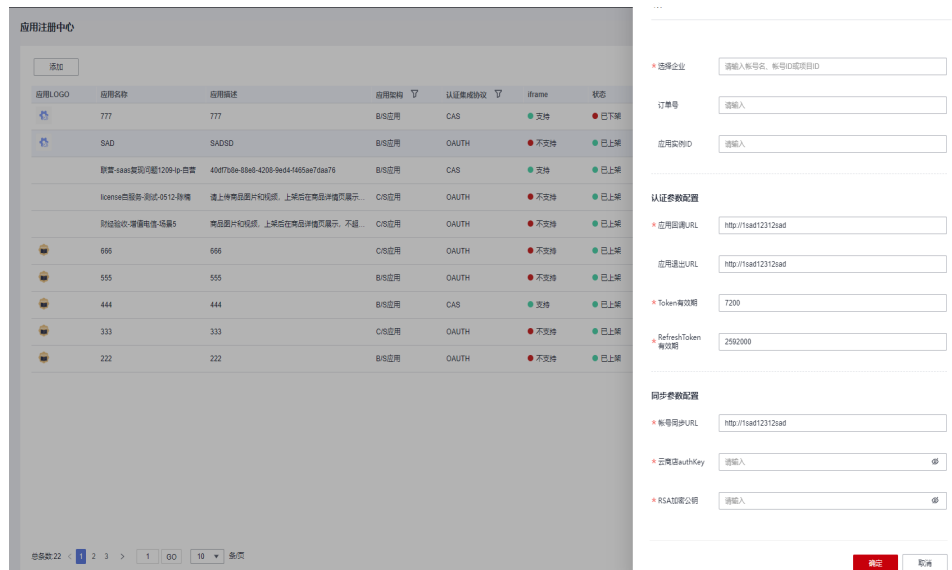 应用注册中心
添加
应用LOGO 应用名称 应用描述 应用架构 认证集成协议 iframe 状态
777 777 B/S应用 CAS 支持 已下架
SAD SADSD B/S应用 OAUTH 不支持 已上架
联营-saas复现问题1209-lp-自营 40df7b8e-88e8-4208-9ed4-f465ae7daa76 B/S应用 CAS 支持 已上架
license自服务-测试-0512-陈楠 请上传商品图片和视频，上架后在商品详情页展示... C/S应用 OAUTH 不支持 已上架
财经验收-增值电信-场景5 商品图片和视频，上架后在商品详情页展示，不超... C/S应用 OAUTH 不支持 已上架
666 666 C/S应用 OAUTH 不支持 已上架
555 555 B/S应用 OAUTH 不支持 已上架
444 444 B/S应用 CAS 支持 已上架
333 333 C/S应用 OAUTH 不支持 已上架
222 222 B/S应用 OAUTH 不支持 已上架
总条数:22 < 1 2 3 > 1 GO 10 条/页
* 选择企业 请输入帐号名、帐号ID或项目ID
订单号 请输入
应用实例ID 请输入
认证参数配置
* 应用回调URL http://1sad12312sad
应用退出URL http://1sad12312sad
* Token有效期 7200
* RefreshToken有效期 2592000
同步参数配置
* 帐号同步URL http://1sad12312sad
* 云商店authKey 请输入
* RSA加密公钥 请输入
确定 取消